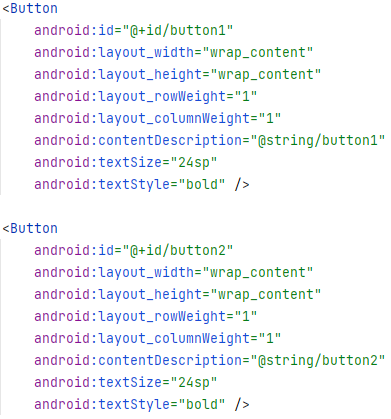 <Button
    android:id="@+id/button1"
    android:layout_width="wrap_content"
    android:layout_height="wrap_content"
    android:layout_rowWeight="1"
    android:layout_columnWeight="1"
    android:contentDescription="@string/button1"
    android:textSize="24sp"
    android:textStyle="bold" />

<Button
    android:id="@+id/button2"
    android:layout_width="wrap_content"
    android:layout_height="wrap_content"
    android:layout_rowWeight="1"
    android:layout_columnWeight="1"
    android:contentDescription="@string/button2"
    android:textSize="24sp"
    android:textStyle="bold" />